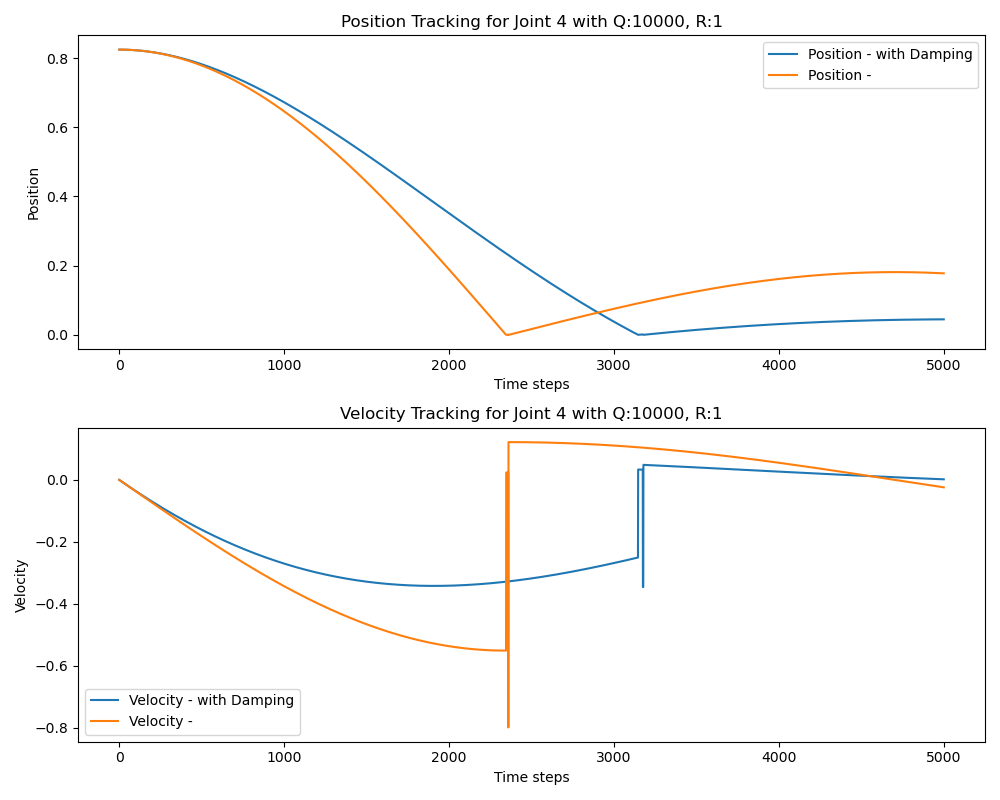 Position Tracking for Joint 4 with Q:10000, R:1
Position - with Damping
Position -
0.8
0.6
0.4
0.2
0.0
Position
0 1000 2000 3000 4000 5000
Time steps
Velocity Tracking for Joint 4 with Q:10000, R:1
0.0
−0.2
−0.4
−0.6
−0.8
Velocity
Velocity - with Damping
Velocity -
0 1000 2000 3000 4000 5000
Time steps